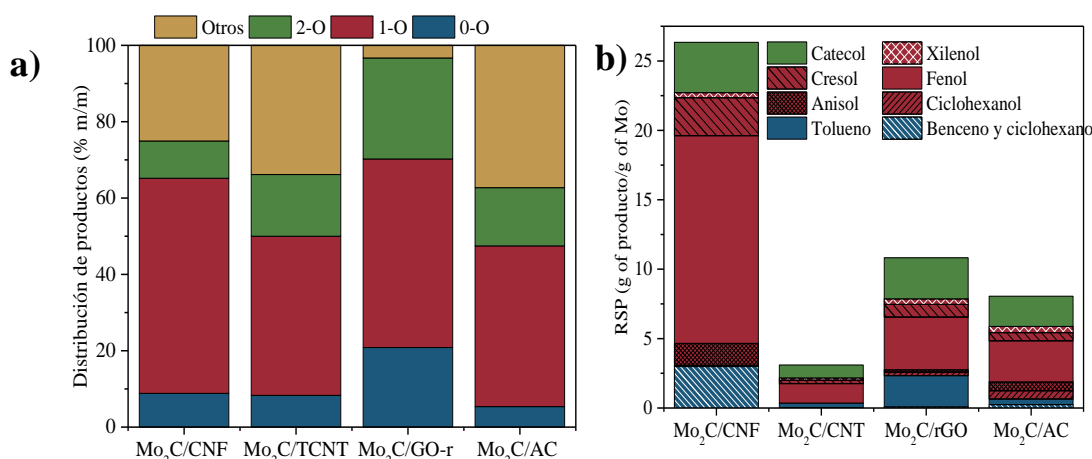 Otros 2-O 1-O 0-O
a)
Distribución de productos (% m/m)
100
80
60
40
20
0
Mo₂C/CNF Mo₂C/TCNT Mo₂C/GO-r Mo₂C/AC
b)
Catecol Xilenol
Cresol Fenol
Anisol Ciclohexanol
Tolueno Benceno y ciclohexano
RSP (g of producto/g of Mo)
25
20
15
10
5
0
Mo₂C/CNF Mo₂C/CNT Mo₂C/rGO Mo₂C/AC